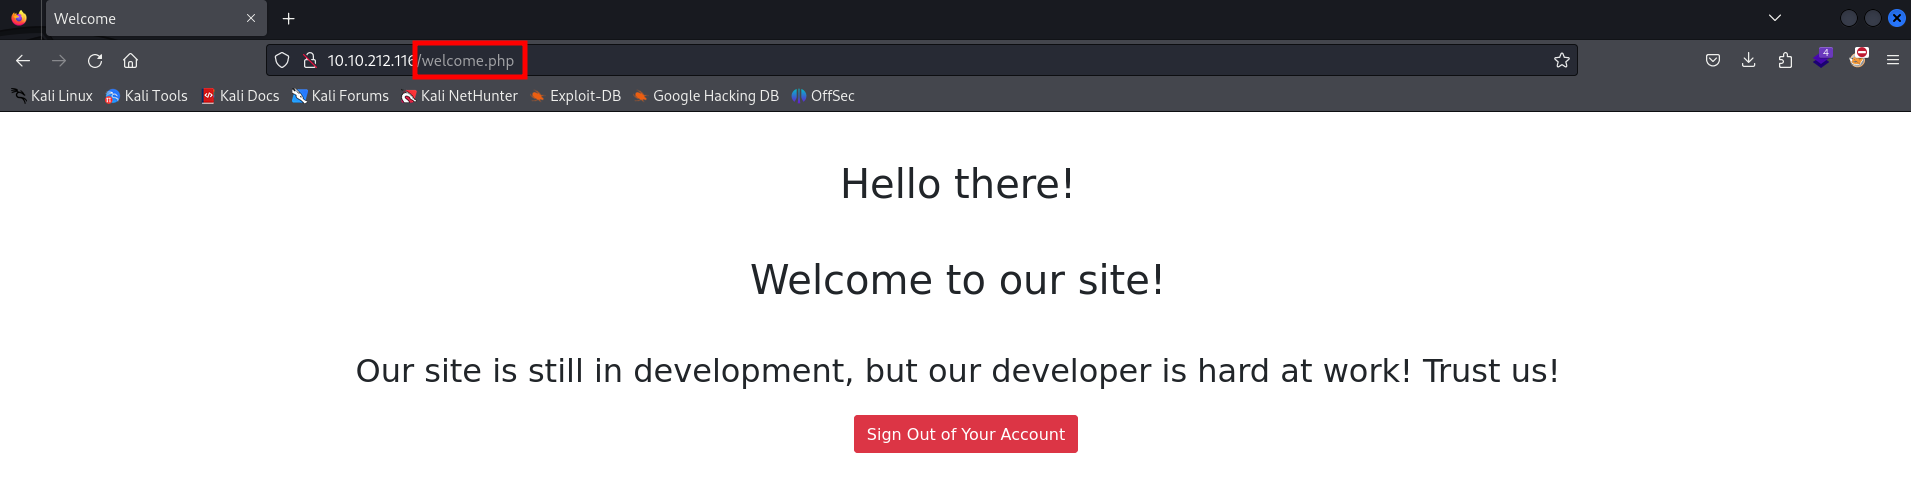 Welcome
10.10.212.116/welcome.php
4
Kali Linux Kali Tools Kali Docs Kali Forums Kali NetHunter Exploit-DB Google Hacking DB OffSec
Hello there!
Welcome to our site!
Our site is still in development, but our developer is hard at work! Trust us!
Sign Out of Your Account